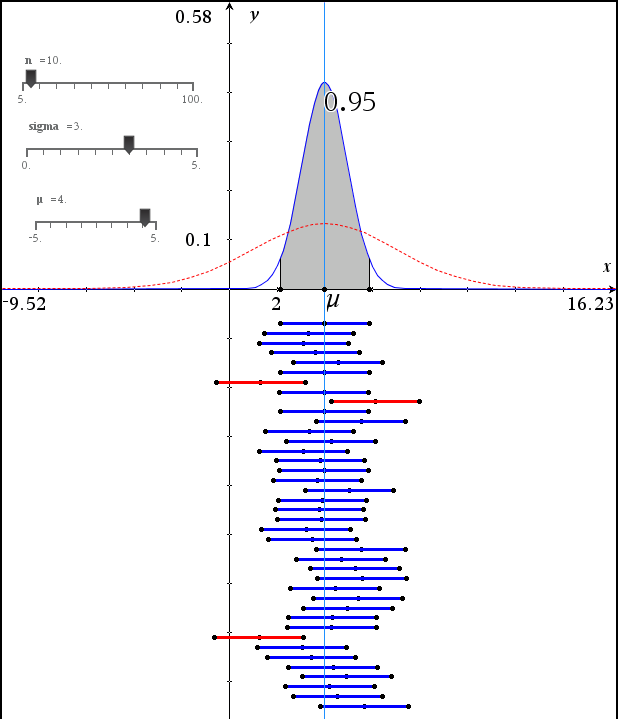 0.58 y
n =10.
5. 100.
0.95
sigma =3.
0. 5.
μ =4.
-5. 5.
0.1
x
-9.52 2 μ 16.23